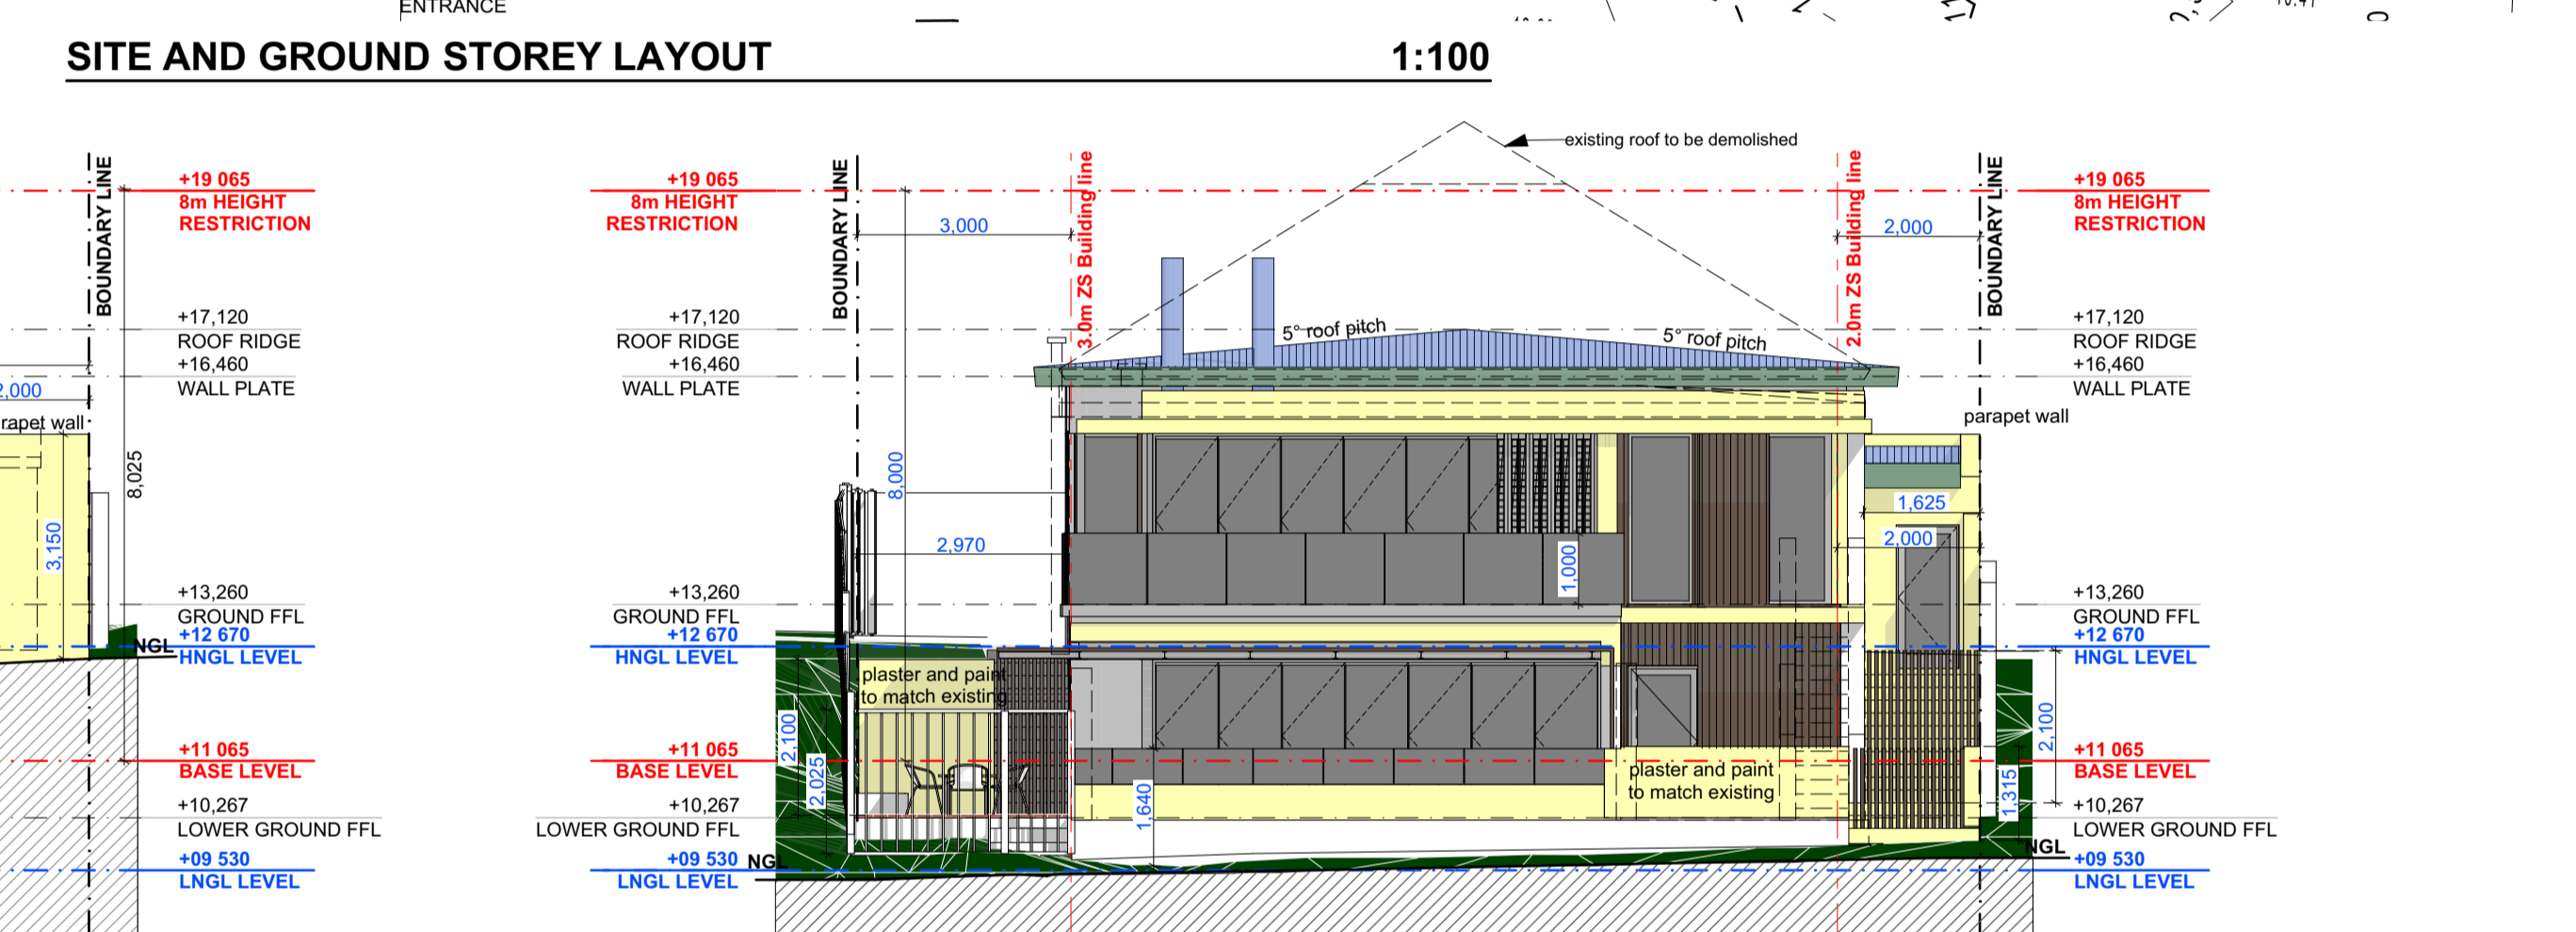 ENTRANCE
SITE AND GROUND STOREY LAYOUT 1:100
BOUNDARY LINE
+19 065
8m HEIGHT
RESTRICTION
+17,120
ROOF RIDGE
+16,460
WALL PLATE
2,000
rapet wall
8,025
3,150
+13,260
GROUND FFL
NGL
+12 670
HNGL LEVEL
+11 065
BASE LEVEL
+10,267
LOWER GROUND FFL
+09 530
LNGL LEVEL
+19 065
8m HEIGHT
RESTRICTION
+17,120
ROOF RIDGE
+16,460
WALL PLATE
+13,260
GROUND FFL
+12 670
HNGL LEVEL
+11 065
BASE LEVEL
+10,267
LOWER GROUND FFL
+09 530
LNGL LEVEL
NGL
BOUNDARY LINE
3,000
8,000
2,970
3.0m ZS Building line
existing roof to be demolished
5° roof pitch
5° roof pitch
2.0m ZS Building line
2,000
BOUNDARY LINE
parapet wall
1,625
2,000
1,000
plaster and paint
to match existing
2,100
2,025
1,640
plaster and paint
to match existing
2,100
1,315
NGL
+19 065
8m HEIGHT
RESTRICTION
+17,120
ROOF RIDGE
+16,460
WALL PLATE
+13,260
GROUND FFL
+12 670
HNGL LEVEL
+11 065
BASE LEVEL
+10,267
LOWER GROUND FFL
+09 530
LNGL LEVEL